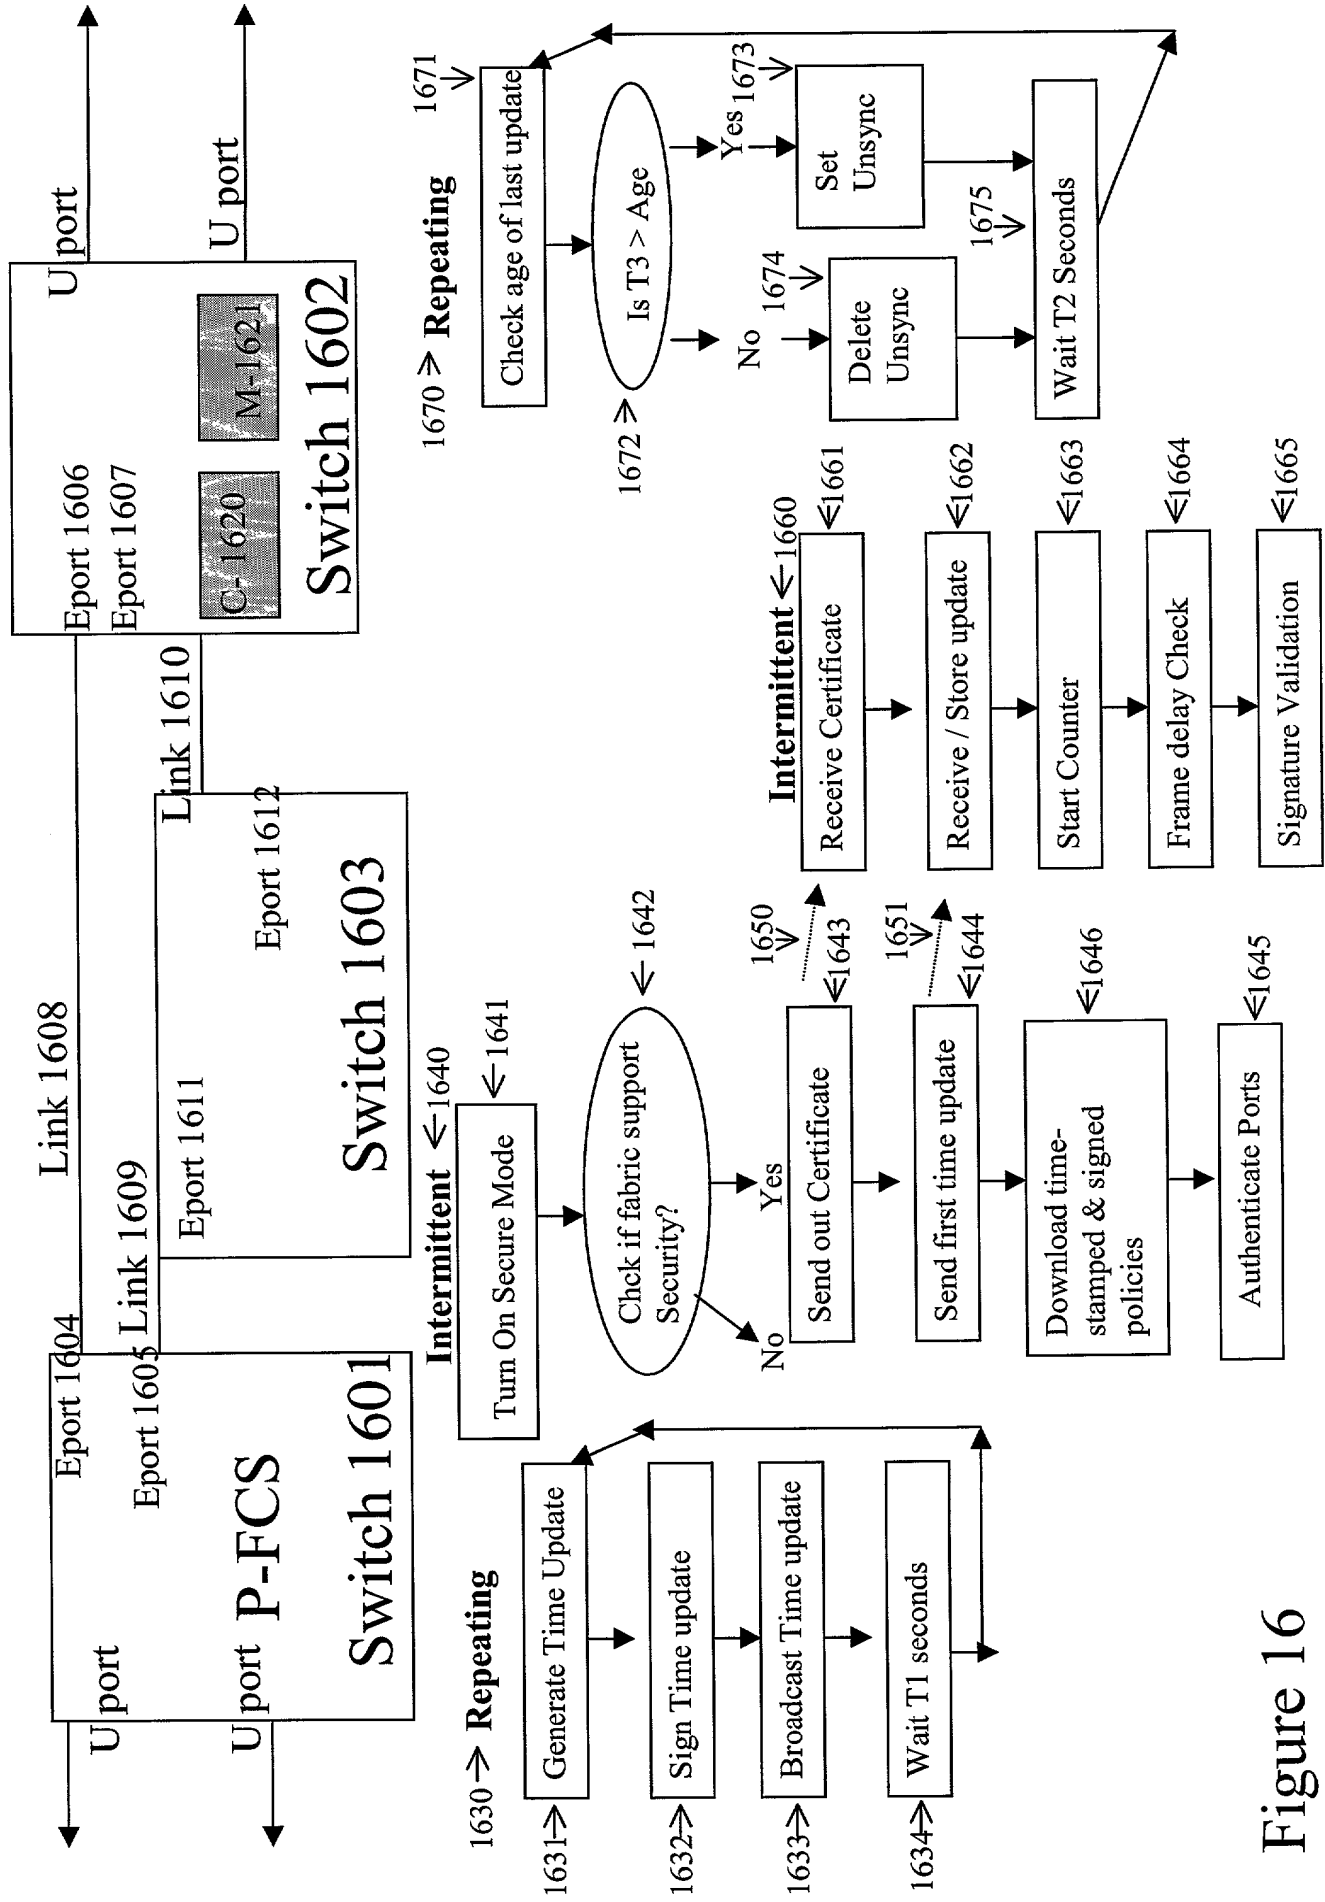 U port
U port
P-FCS
Switch 1601
Eport 1604
Eport 1605
Link 1608
Link 1609
Eport 1611
Switch 1603
Eport 1612
Link 1610
Eport 1606
Eport 1607
C-1620
M-1621
Switch 1602
U port
U port
1630
Repeating
1631
Generate Time Update
1632
Sign Time update
1633
Broadcast Time update
1634
Wait T1 seconds
Intermittent
1640
Turn On Secure Mode
1641
Chck if fabric support
Security?
1642
No
Yes
Send out Certificate
1643
1650
Send first time update
1644
1651
Download time-
stamped & signed
policies
1646
Authenticate Ports
1645
Intermittent
1660
Receive Certificate
1661
Receive / Store update
1662
Start Counter
1663
Frame delay Check
1664
Signature Validation
1665
1670
Repeating
Check age of last update
1671
1672
Is T3 > Age
No
Yes
1674
Delete
Unsync
1673
Set
Unsync
1675
Wait T2 Seconds
Figure 16